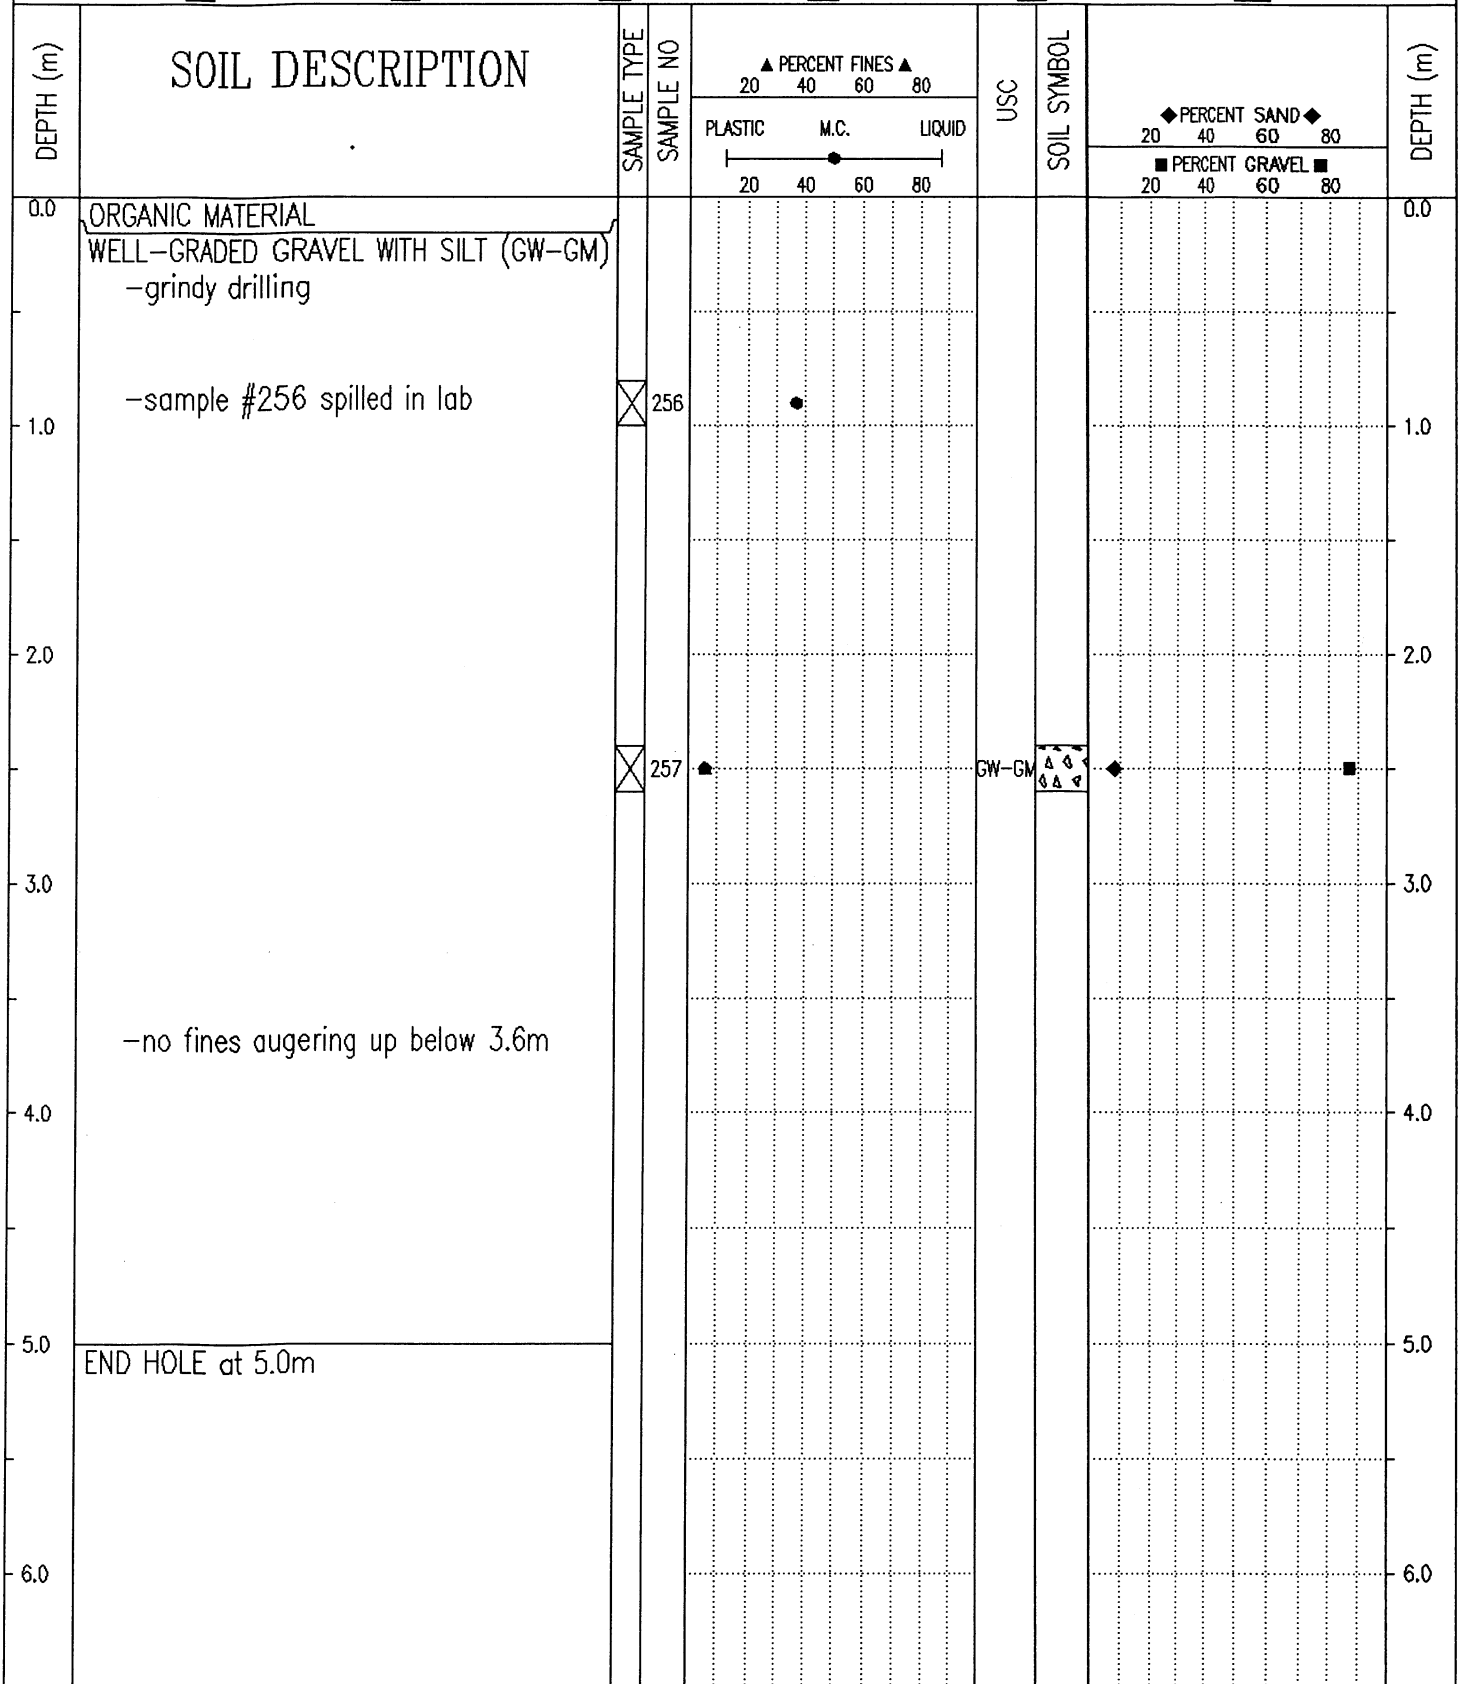 DEPTH (m)
SOIL DESCRIPTION
SAMPLE TYPE
SAMPLE NO
▲ PERCENT FINES ▲
20 40 60 80
PLASTIC M.C. LIQUID
20 40 60 80
USC
SOIL SYMBOL
◆PERCENT SAND◆
20 40 60 80
■ PERCENT GRAVEL ■
20 40 60 80
DEPTH (m)
0.0 ORGANIC MATERIAL 0.0
WELL-GRADED GRAVEL WITH SILT (GW-GM)
-grindy drilling
-sample #256 spilled in lab 256
1.0 1.0
2.0 2.0
257 GW-GM
3.0 3.0
-no fines augering up below 3.6m
4.0 4.0
5.0 5.0
END HOLE at 5.0m
6.0 6.0